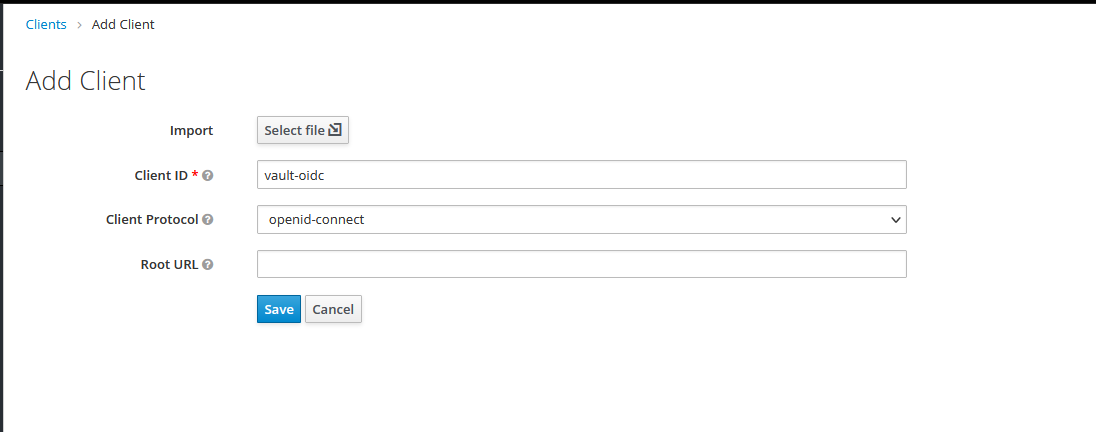 Clients > Add Client
Add Client
Import Select file
Client ID * ?
vault-oidc
Client Protocol ?
openid-connect
Root URL ?
Save Cancel